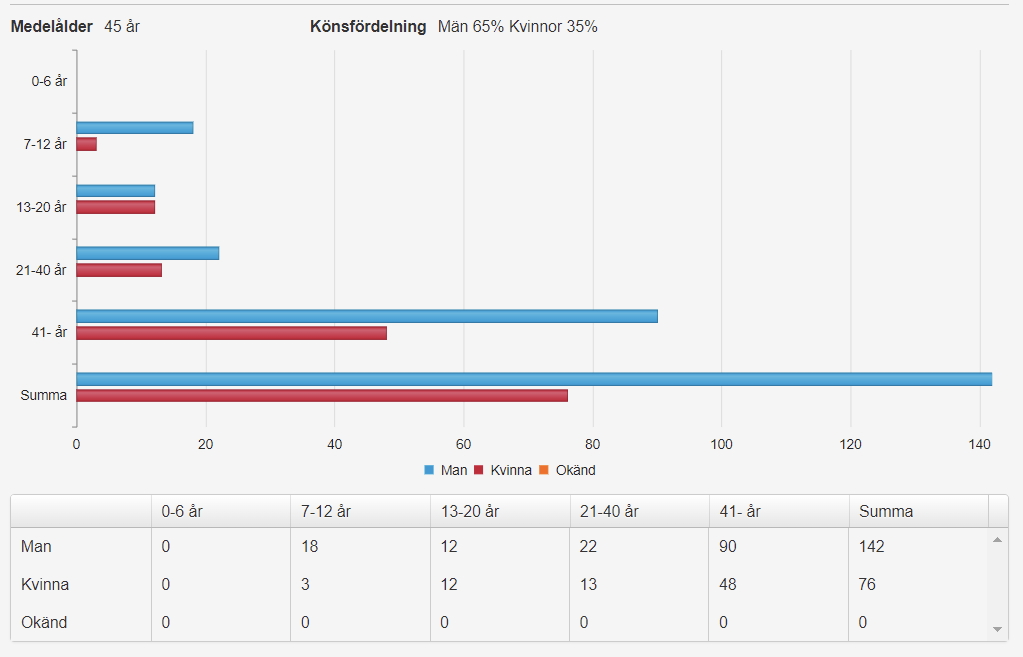 Medelålder 45 år Könsfördelning Män 65% Kvinnor 35%
0-6 år
7-12 år
13-20 år
21-40 år
41- år
Summa
0 20 40 60 80 100 120 140
Man Kvinna Okänd
0-6 år 7-12 år 13-20 år 21-40 år 41- år Summa
Man 0 18 12 22 90 142
Kvinna 0 3 12 13 48 76
Okänd 0 0 0 0 0 0